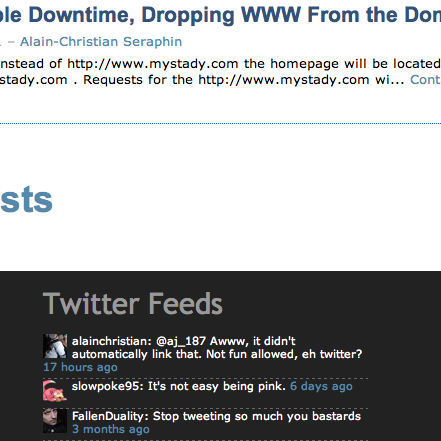 Downtime, Dropping WWW From the
– Alain-Christian Seraphin
nstead of http://www.mystady.com the homepage will be located
stady.com . Requests for the http://www.mystady.com wi... Cont
sts
Twitter Feeds
alainchristian: @aj_187 Awww, it didn't
automatically link that. Not fun allowed, eh twitter?
17 hours ago
slowpoke95: It's not easy being pink. 6 days ago
FallenDuality: Stop tweeting so much you bastards
3 months ago